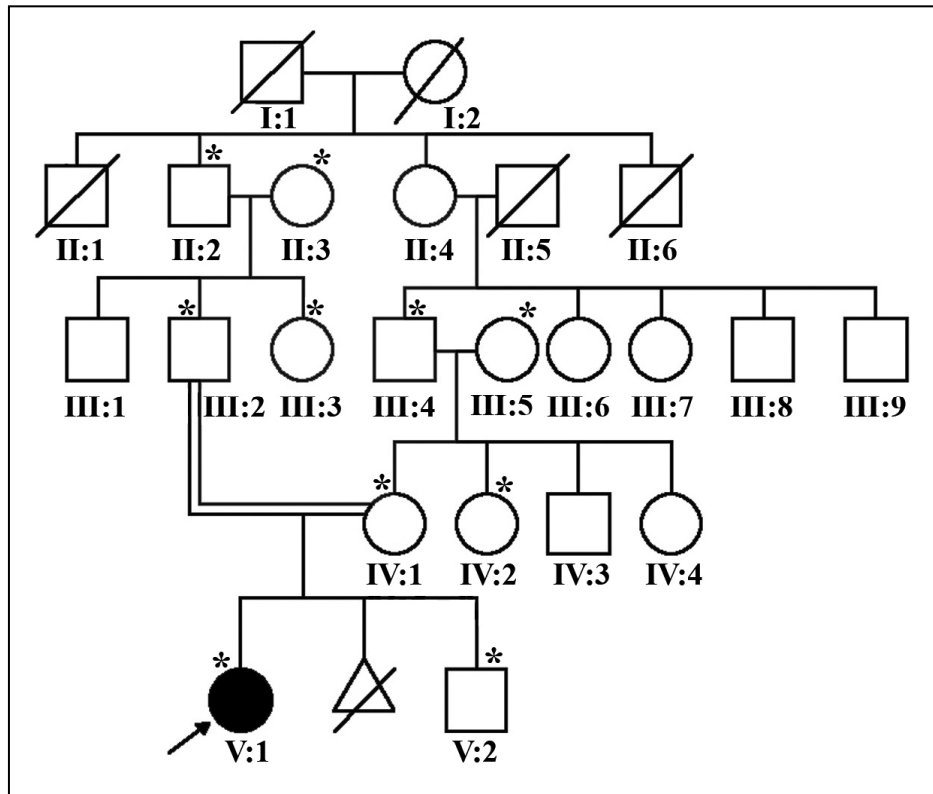 I:1 I:2
* *
II:1 II:2 II:3 II:4 II:5 II:6
* * * *
III:1 III:2 III:3 III:4 III:5 III:6 III:7 III:8 III:9
* *
IV:1 IV:2 IV:3 IV:4
* *
V:1 V:2